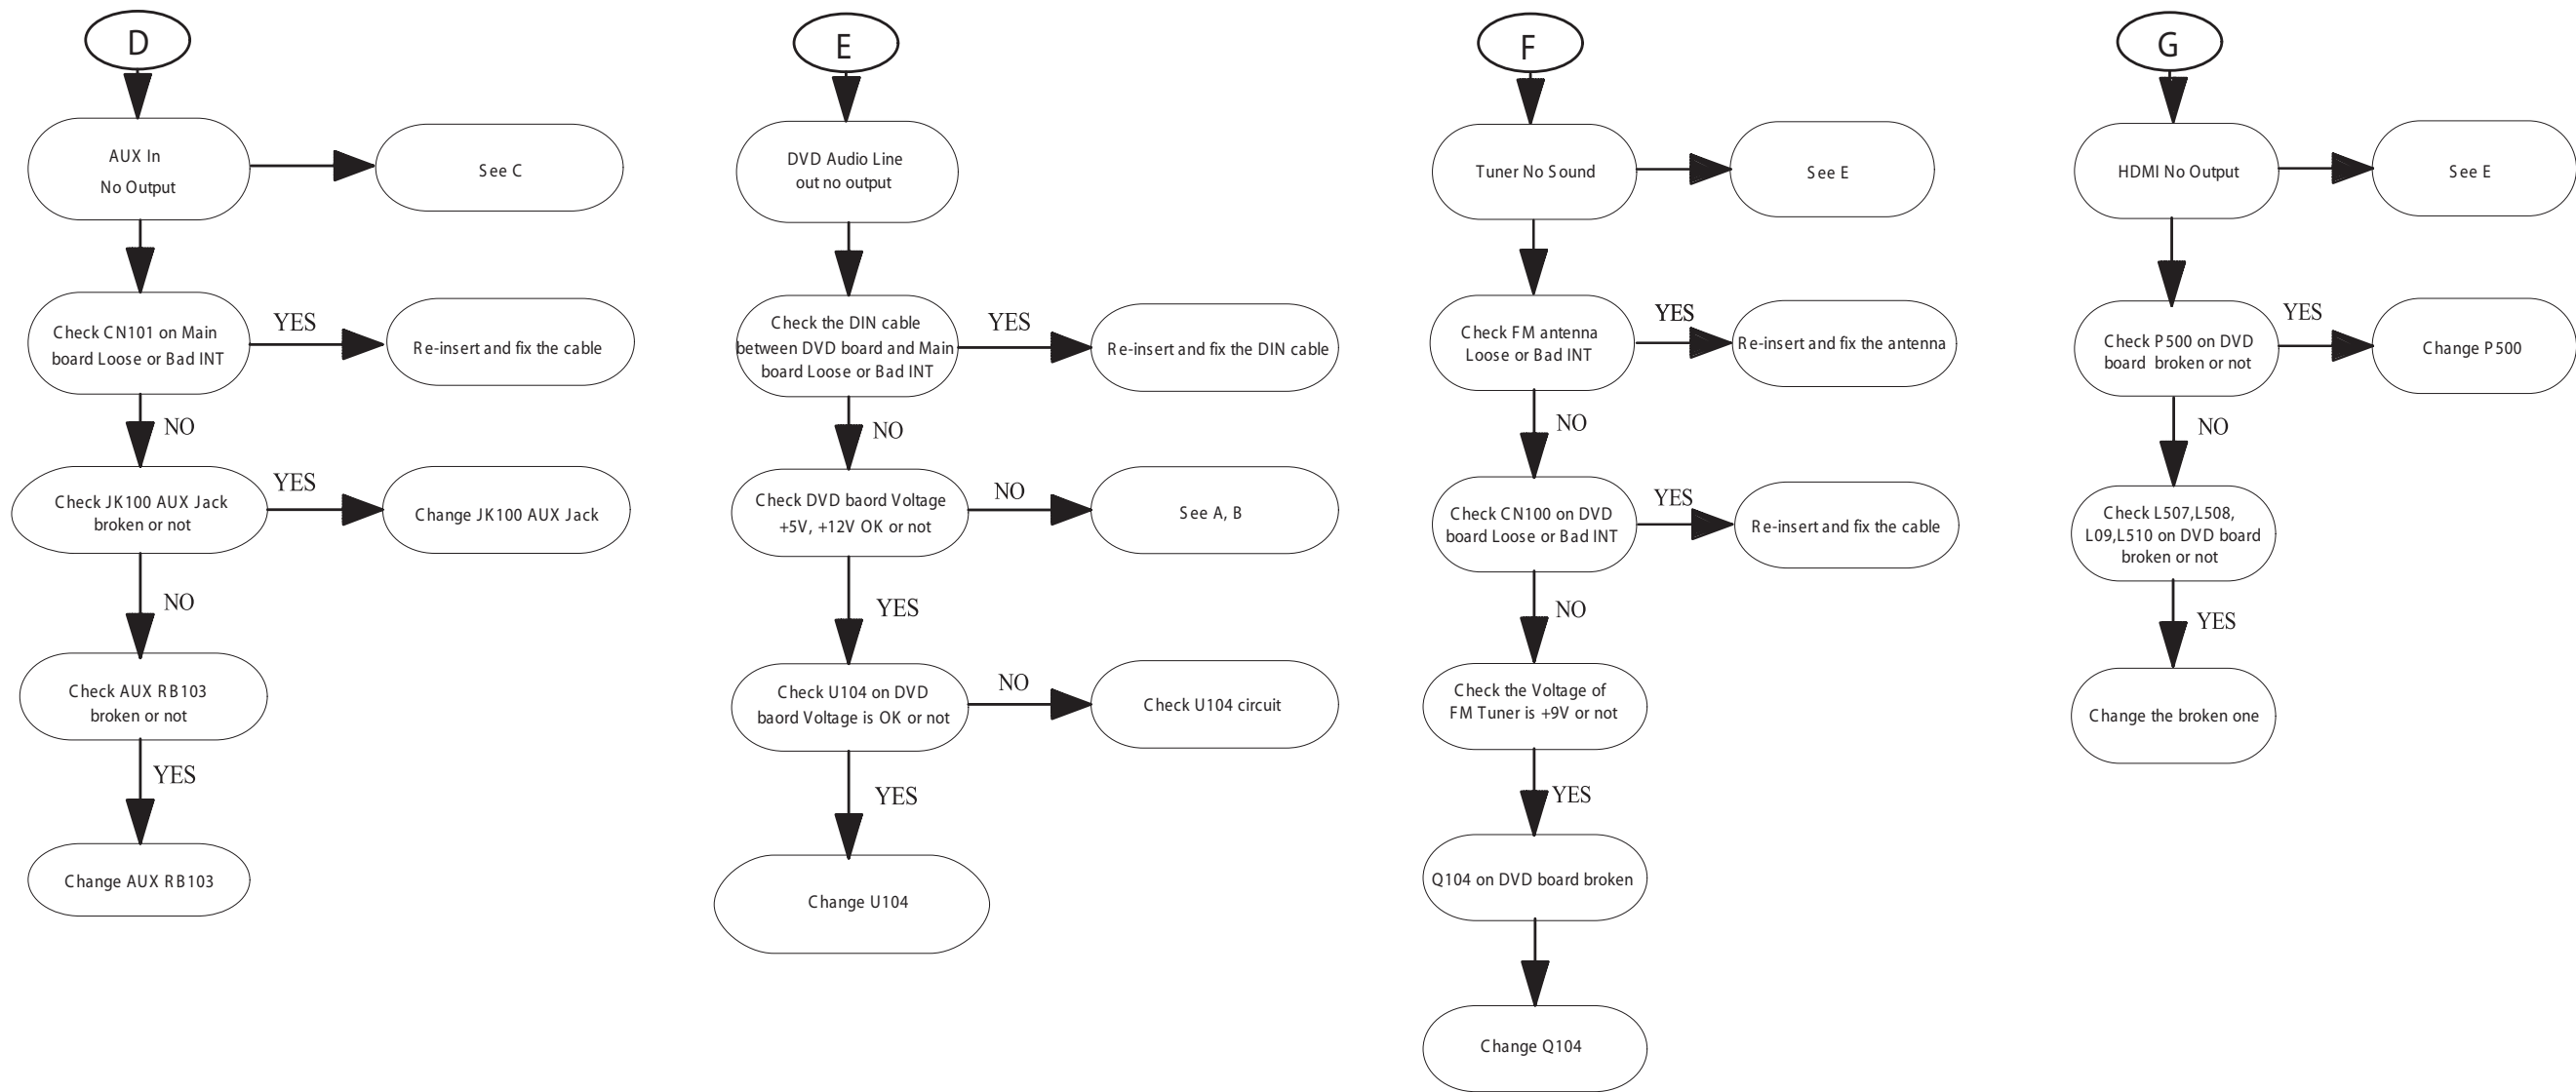 D
AUX In
No Output
See C
Check CN101 on Main
board Loose or Bad INT
YES
Re-insert and fix the cable
NO
Check JK100 AUX Jack
broken or not
YES
Change JK100 AUX Jack
NO
Check AUX RB103
broken or not
YES
Change AUX RB103
E
DVD Audio Line
out no output
Check the DIN cable
between DVD board and Main
board Loose or Bad INT
YES
Re-insert and fix the DIN cable
NO
Check DVD baord Voltage
+5V, +12V OK or not
NO
See A, B
YES
Check U104 on DVD
baord Voltage is OK or not
NO
Check U104 circuit
YES
Change U104
F
Tuner No Sound
See E
Check FM antenna
Loose or Bad INT
YES
Re-insert and fix the antenna
NO
Check CN100 on DVD
board Loose or Bad INT
YES
Re-insert and fix the cable
NO
Check the Voltage of
FM Tuner is +9V or not
YES
Q104 on DVD board broken
Change Q104
G
HDMI No Output
See E
Check P500 on DVD
board broken or not
YES
Change P500
NO
Check L507,L508,
L09,L510 on DVD board
broken or not
YES
Change the broken one